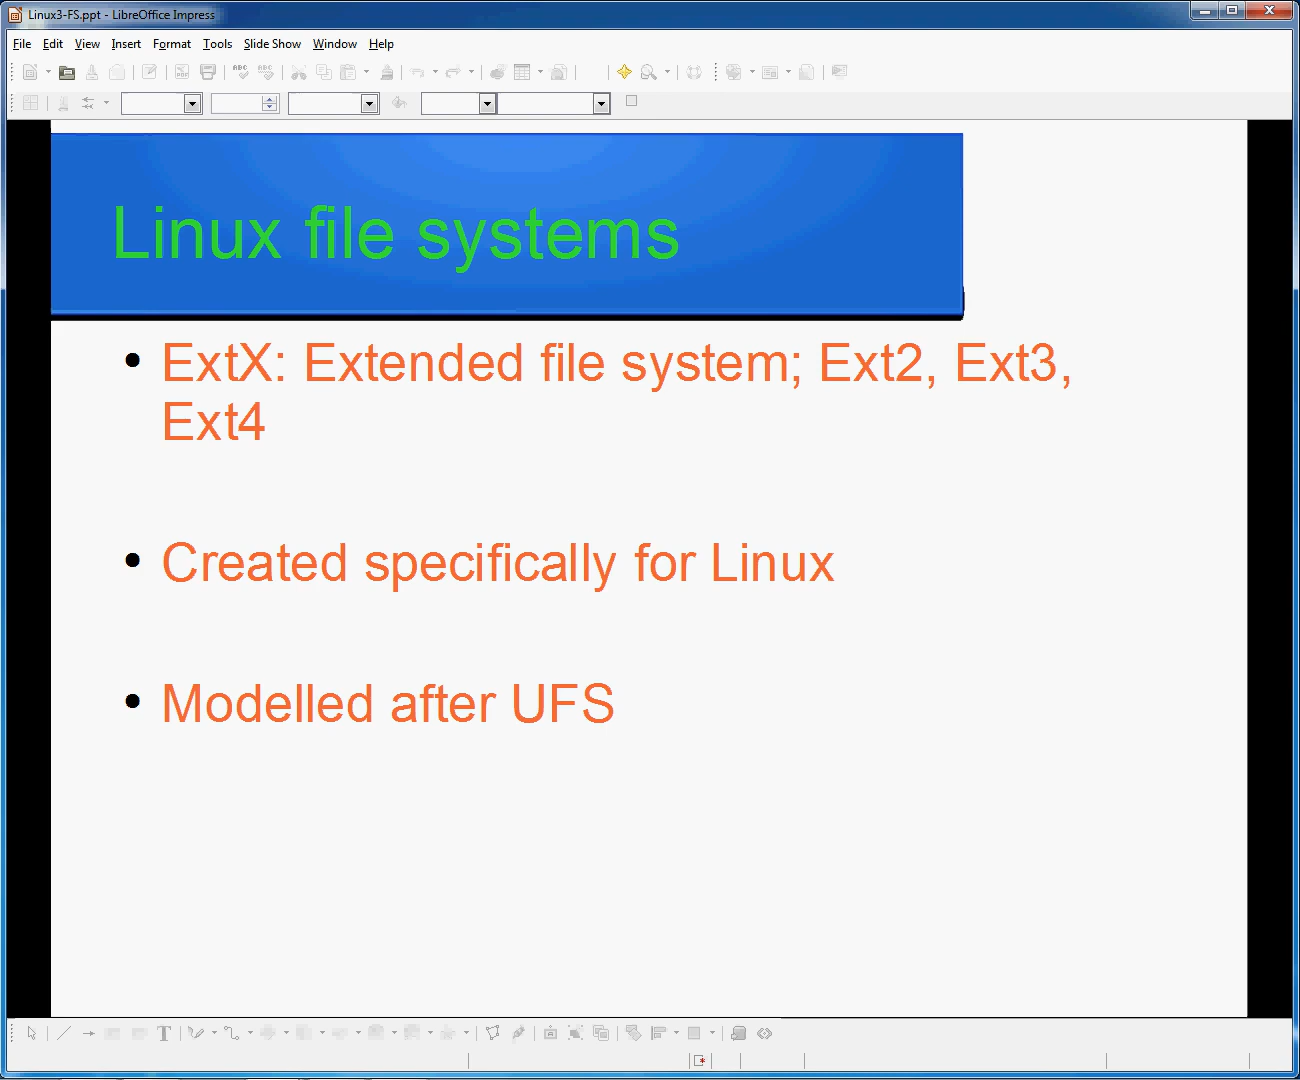 Linux3-FS.ppt - LibreOffice Impress
File Edit View Insert Format Tools Slide Show Window Help
Linux file systems
• ExtX: Extended file system; Ext2, Ext3,
Ext4
• Created specifically for Linux
• Modelled after UFS